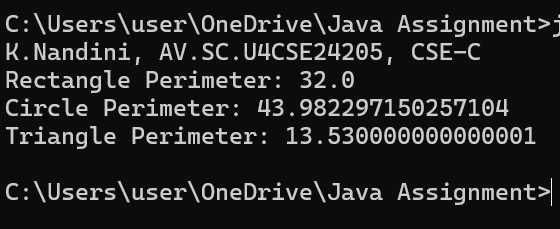 C:\Users\user\OneDrive\Java Assignment>j
K.Nandini, AV.SC.U4CSE24205, CSE-C
Rectangle Perimeter: 32.0
Circle Perimeter: 43.982297150257104
Triangle Perimeter: 13.530000000000001
C:\Users\user\OneDrive\Java Assignment>